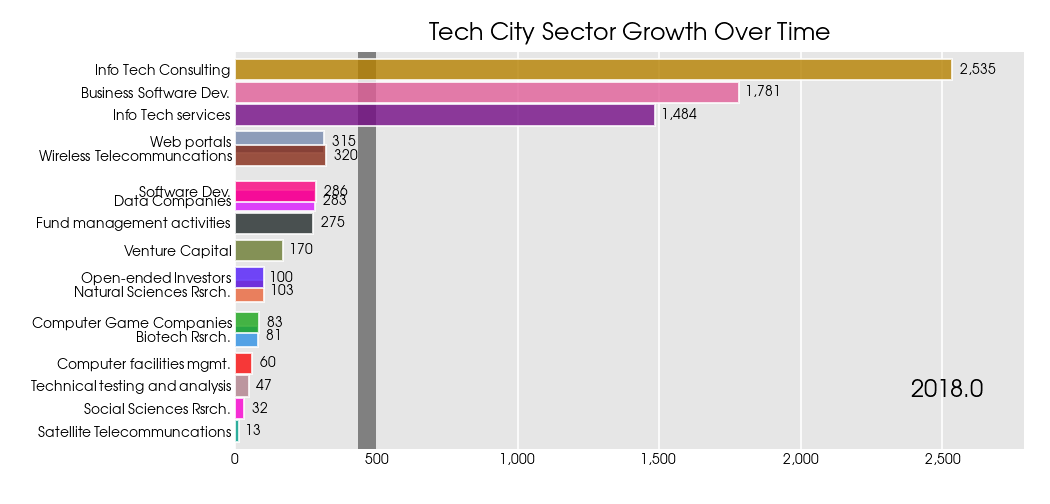 Tech City Sector Growth Over Time
Info Tech Consulting 2,535
Business Software Dev. 1,781
Info Tech services 1,484
Web portals 315
Wireless Telecommuncations 320
Software Dev. 286
Data Companies 283
Fund management activities 275
Venture Capital 170
Open-ended Investors 100
Natural Sciences Rsrch. 103
Computer Game Companies 83
Biotech Rsrch. 81
Computer facilities mgmt. 60
Technical testing and analysis 47
2018.0
Social Sciences Rsrch. 32
Satellite Telecommuncations 13
0 500 1,000 1,500 2,000 2,500